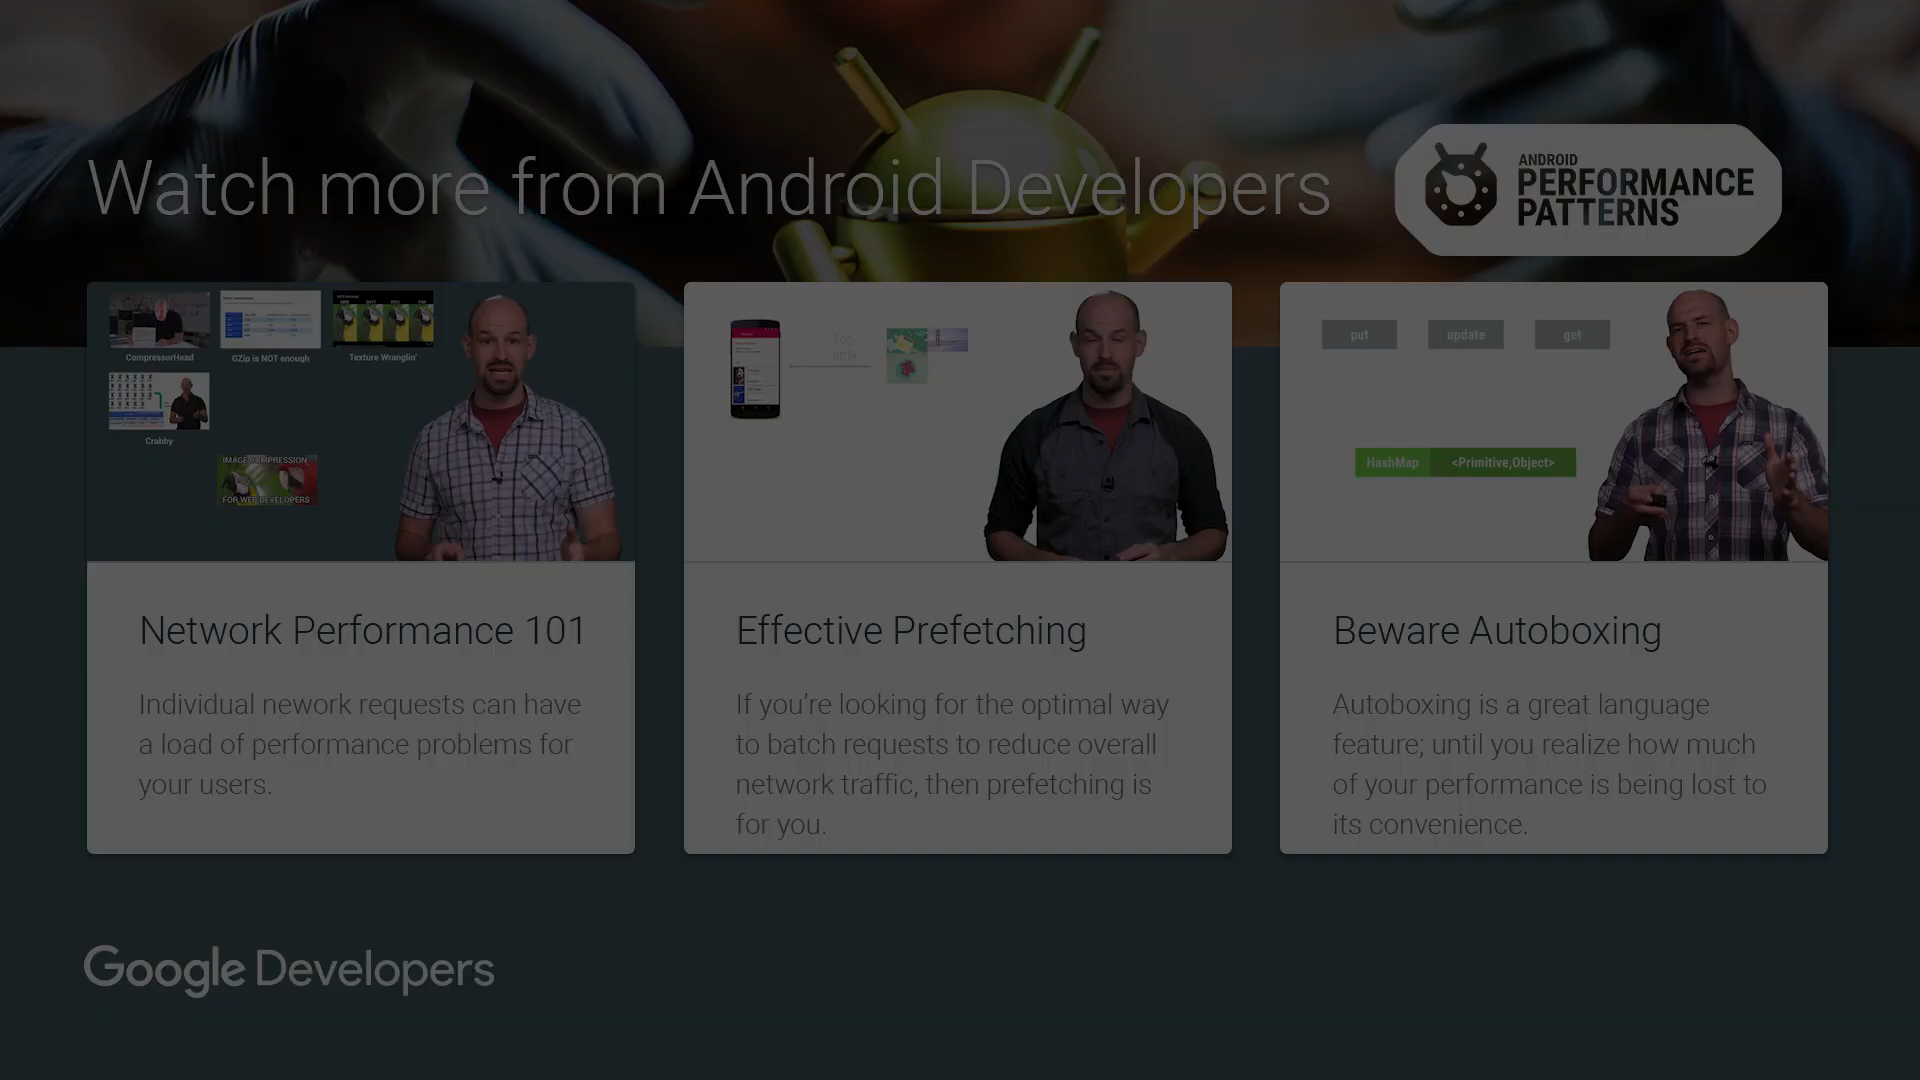 Watch more from Android Developers
ANDROID
PERFORMANCE
PATTERNS
CompressorHead
GZip is NOT enough
Texture Wranglin'
Crabby
IMAGE COMPRESSION
FOR WEB DEVELOPERS
Too
little
put
update
get
HashMap
<Primitive,Object>
Network Performance 101
Individual nework requests can have
a load of performance problems for
your users.
Effective Prefetching
If you’re looking for the optimal way
to batch requests to reduce overall
network traffic, then prefetching is
for you.
Beware Autoboxing
Autoboxing is a great language
feature; until you realize how much
of your performance is being lost to
its convenience.
Google Developers